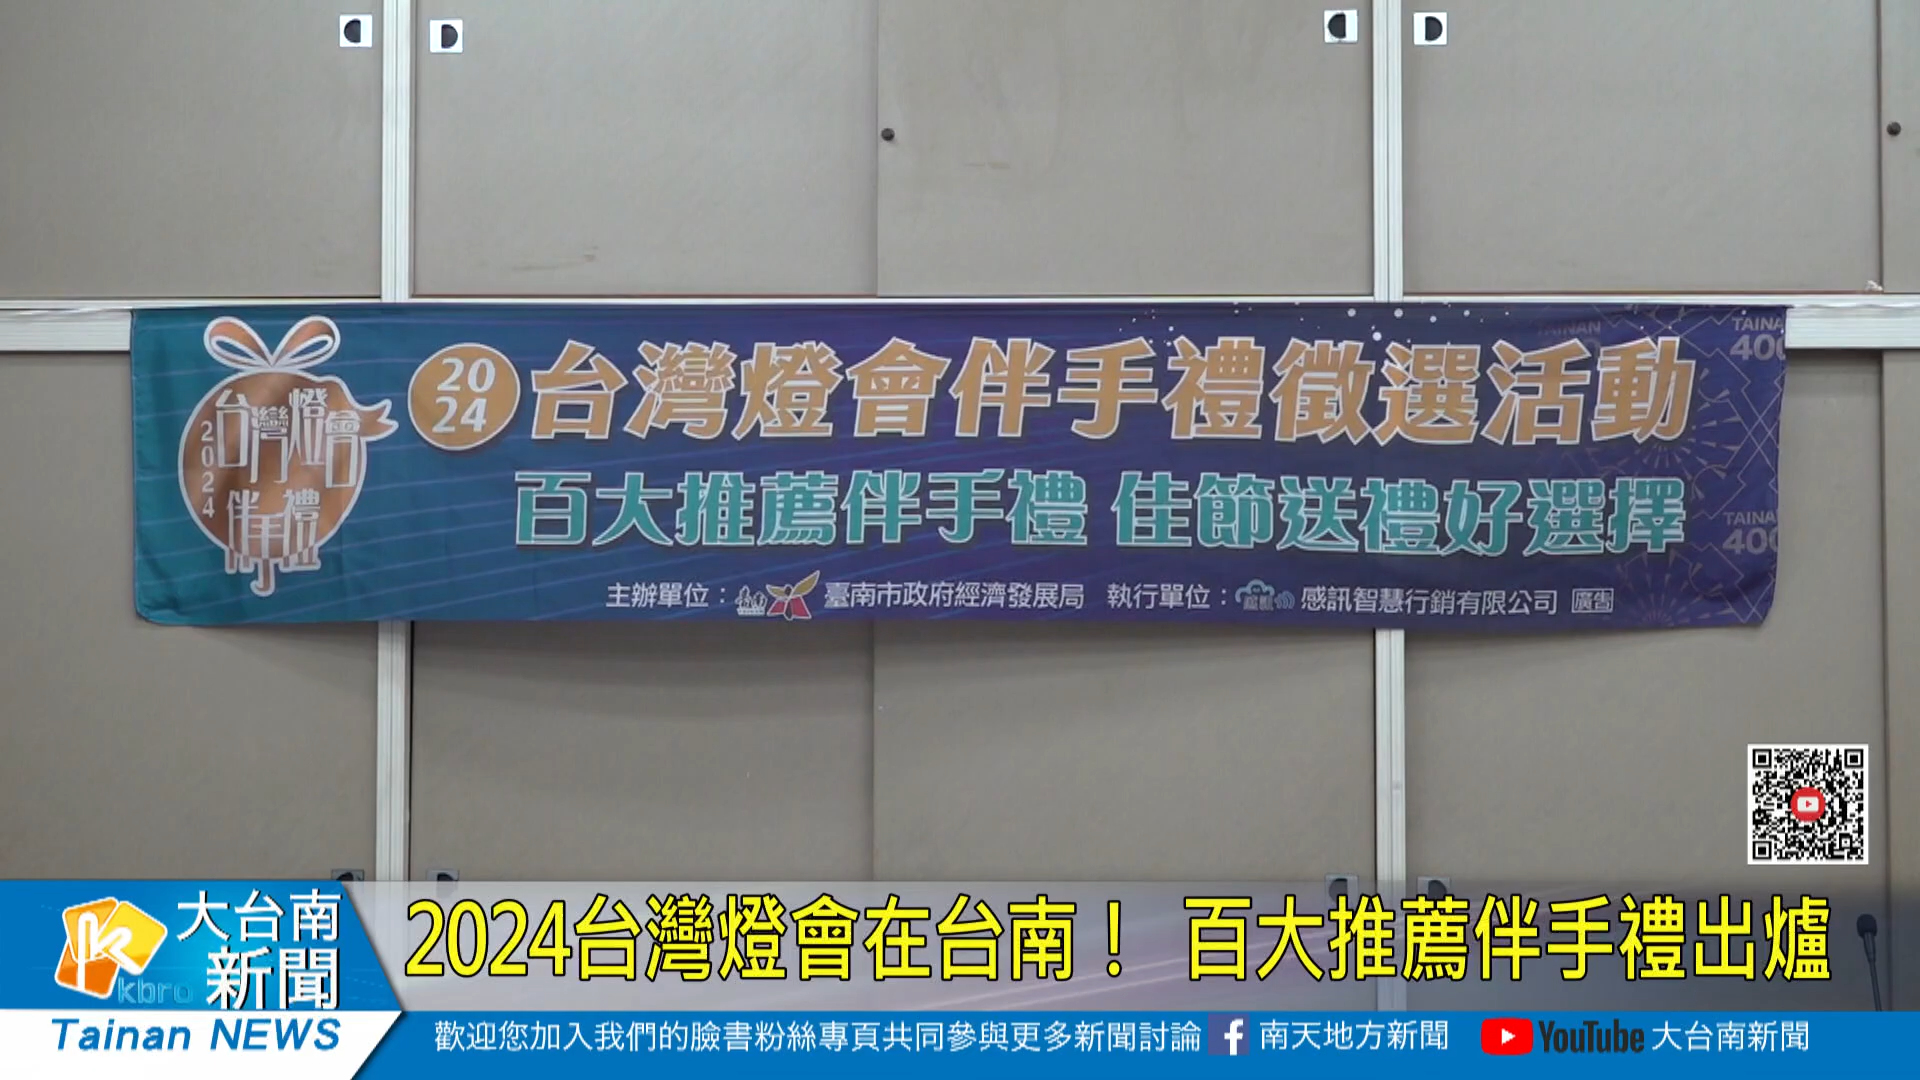 2024
台灣燈會
伴手禮
20
24
台灣燈會伴手禮徵選活動
TAINAN
400
百大推薦伴手禮 佳節送禮好選擇
TAINAN
400
主辦單位：臺南市政府經濟發展局 執行單位：感訊智慧行銷有限公司 廣告
大台南
新聞
kbro
Tainan NEWS
2024台灣燈會在台南！ 百大推薦伴手禮出爐
歡迎您加入我們的臉書粉絲專頁共同參與更多新聞討論 南天地方新聞 YouTube 大台南新聞